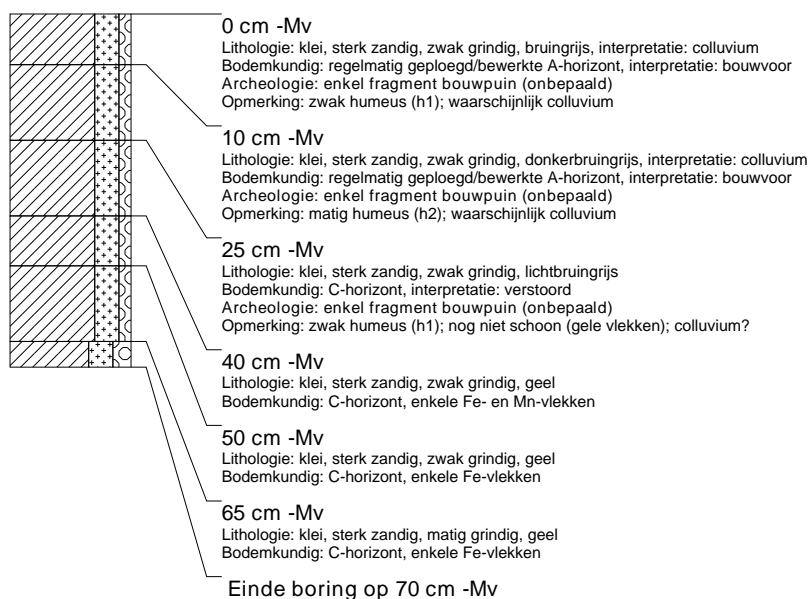 0 cm -Mv
Lithologie: klei, sterk zandig, zwak grindig, bruingrijs, interpretatie: colluvium
Bodemkundig: regelmatig geploegd/bewerkte A-horizont, interpretatie: bouwvoor
Archeologie: enkel fragment bouwpuin (onbepaald)
Opmerking: zwak humeus (h1); waarschijnlijk colluvium
10 cm -Mv
Lithologie: klei, sterk zandig, zwak grindig, donkerbruingrijs, interpretatie: colluvium
Bodemkundig: regelmatig geploegd/bewerkte A-horizont, interpretatie: bouwvoor
Archeologie: enkel fragment bouwpuin (onbepaald)
Opmerking: matig humeus (h2); waarschijnlijk colluvium
25 cm -Mv
Lithologie: klei, sterk zandig, zwak grindig, lichtbruingrijs
Bodemkundig: C-horizont, interpretatie: verstoord
Archeologie: enkel fragment bouwpuin (onbepaald)
Opmerking: zwak humeus (h1); nog niet schoon (gele vlekken); colluvium?
40 cm -Mv
Lithologie: klei, sterk zandig, zwak grindig, geel
Bodemkundig: C-horizont, enkele Fe- en Mn-vlekken
50 cm -Mv
Lithologie: klei, sterk zandig, zwak grindig, geel
Bodemkundig: C-horizont, enkele Fe-vlekken
65 cm -Mv
Lithologie: klei, sterk zandig, matig grindig, geel
Bodemkundig: C-horizont, enkele Fe-vlekken
Einde boring op 70 cm -Mv